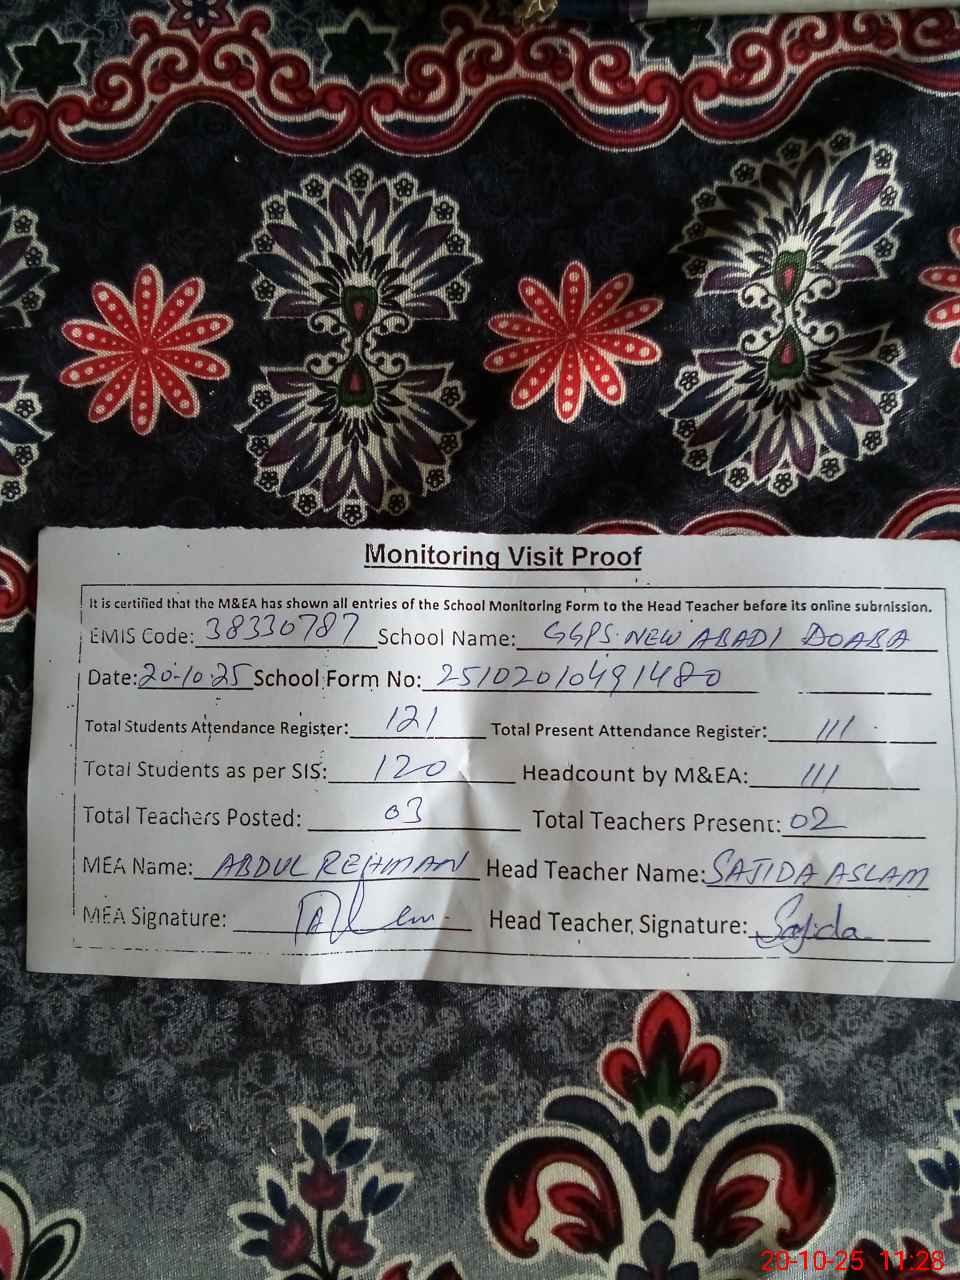 Monitoring Visit Proof
It is certified that the M&EA has shown all entries of the School Monitoring Form to the Head Teacher before its online submission.
EMIS Code: 38330787 School Name: GGPS NEW ABADI DOABA
Date: 20-10-25 School Form No: 25102010491480
Total Students Attendance Register: 121 Total Present Attendance Register: 111
Total Students as per SIS: 120 Headcount by M&EA: 111
Total Teachers Posted: 03 Total Teachers Present: 02
MEA Name: ABDUL REHMAN Head Teacher Name: SAJIDA ASLAM
MEA Signature: Head Teacher Signature: Sajida
20-10-25 11:28